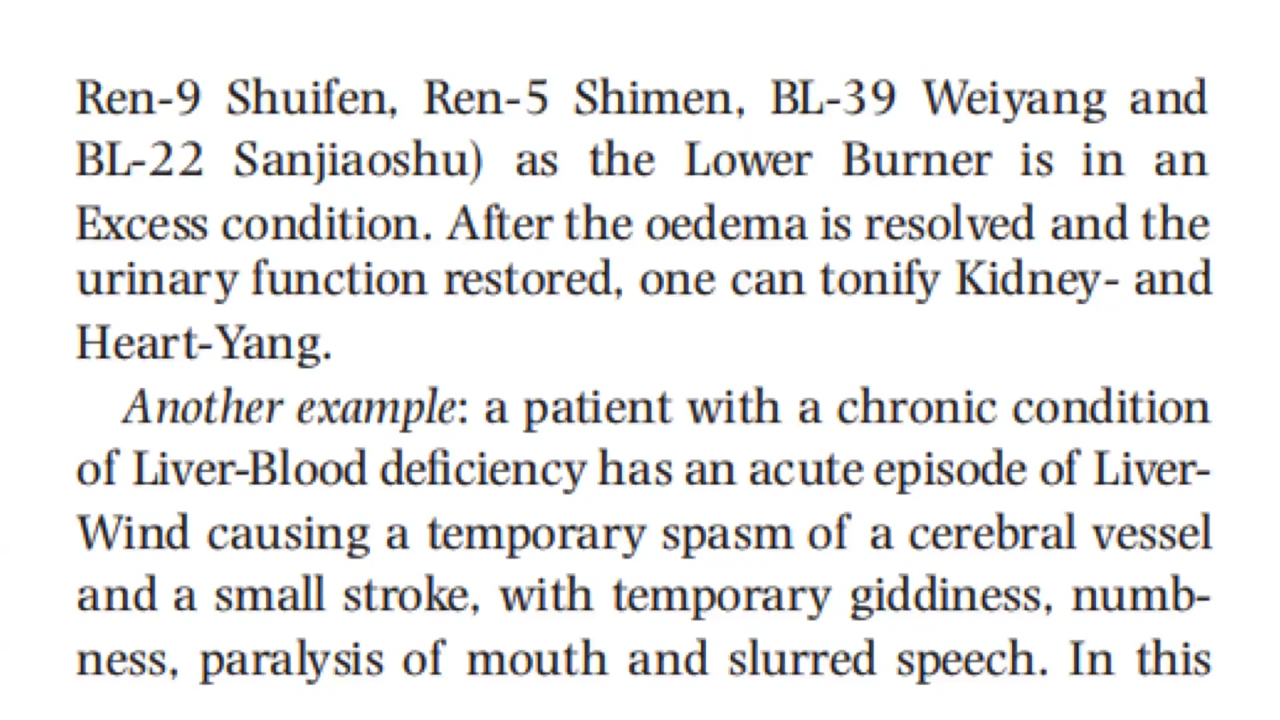 Ren-9 Shuifen, Ren-5 Shimen, BL-39 Weiyang and
BL-22 Sanjiaoshu) as the Lower Burner is in an
Excess condition. After the oedema is resolved and the
urinary function restored, one can tonify Kidney- and
Heart-Yang.
Another example: a patient with a chronic condition
of Liver-Blood deficiency has an acute episode of Liver-
Wind causing a temporary spasm of a cerebral vessel
and a small stroke, with temporary giddiness, numb-
ness, paralysis of mouth and slurred speech. In this